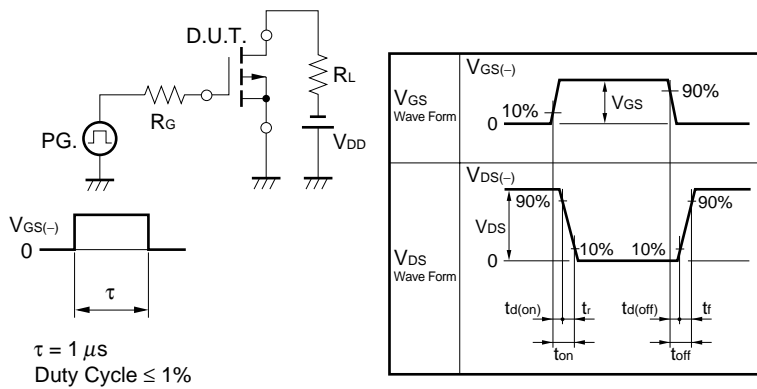 D.U.T.
RL
RG
PG.
VDD
VGS(−)
0
τ
τ = 1 μs
Duty Cycle ≤ 1%
VGS
Wave Form
VGS(−)
10%
0
VGS
90%
VDS
Wave Form
VDS(−)
90%
VDS
0
10%
10%
90%
td(on)
tr
td(off)
tf
ton
toff